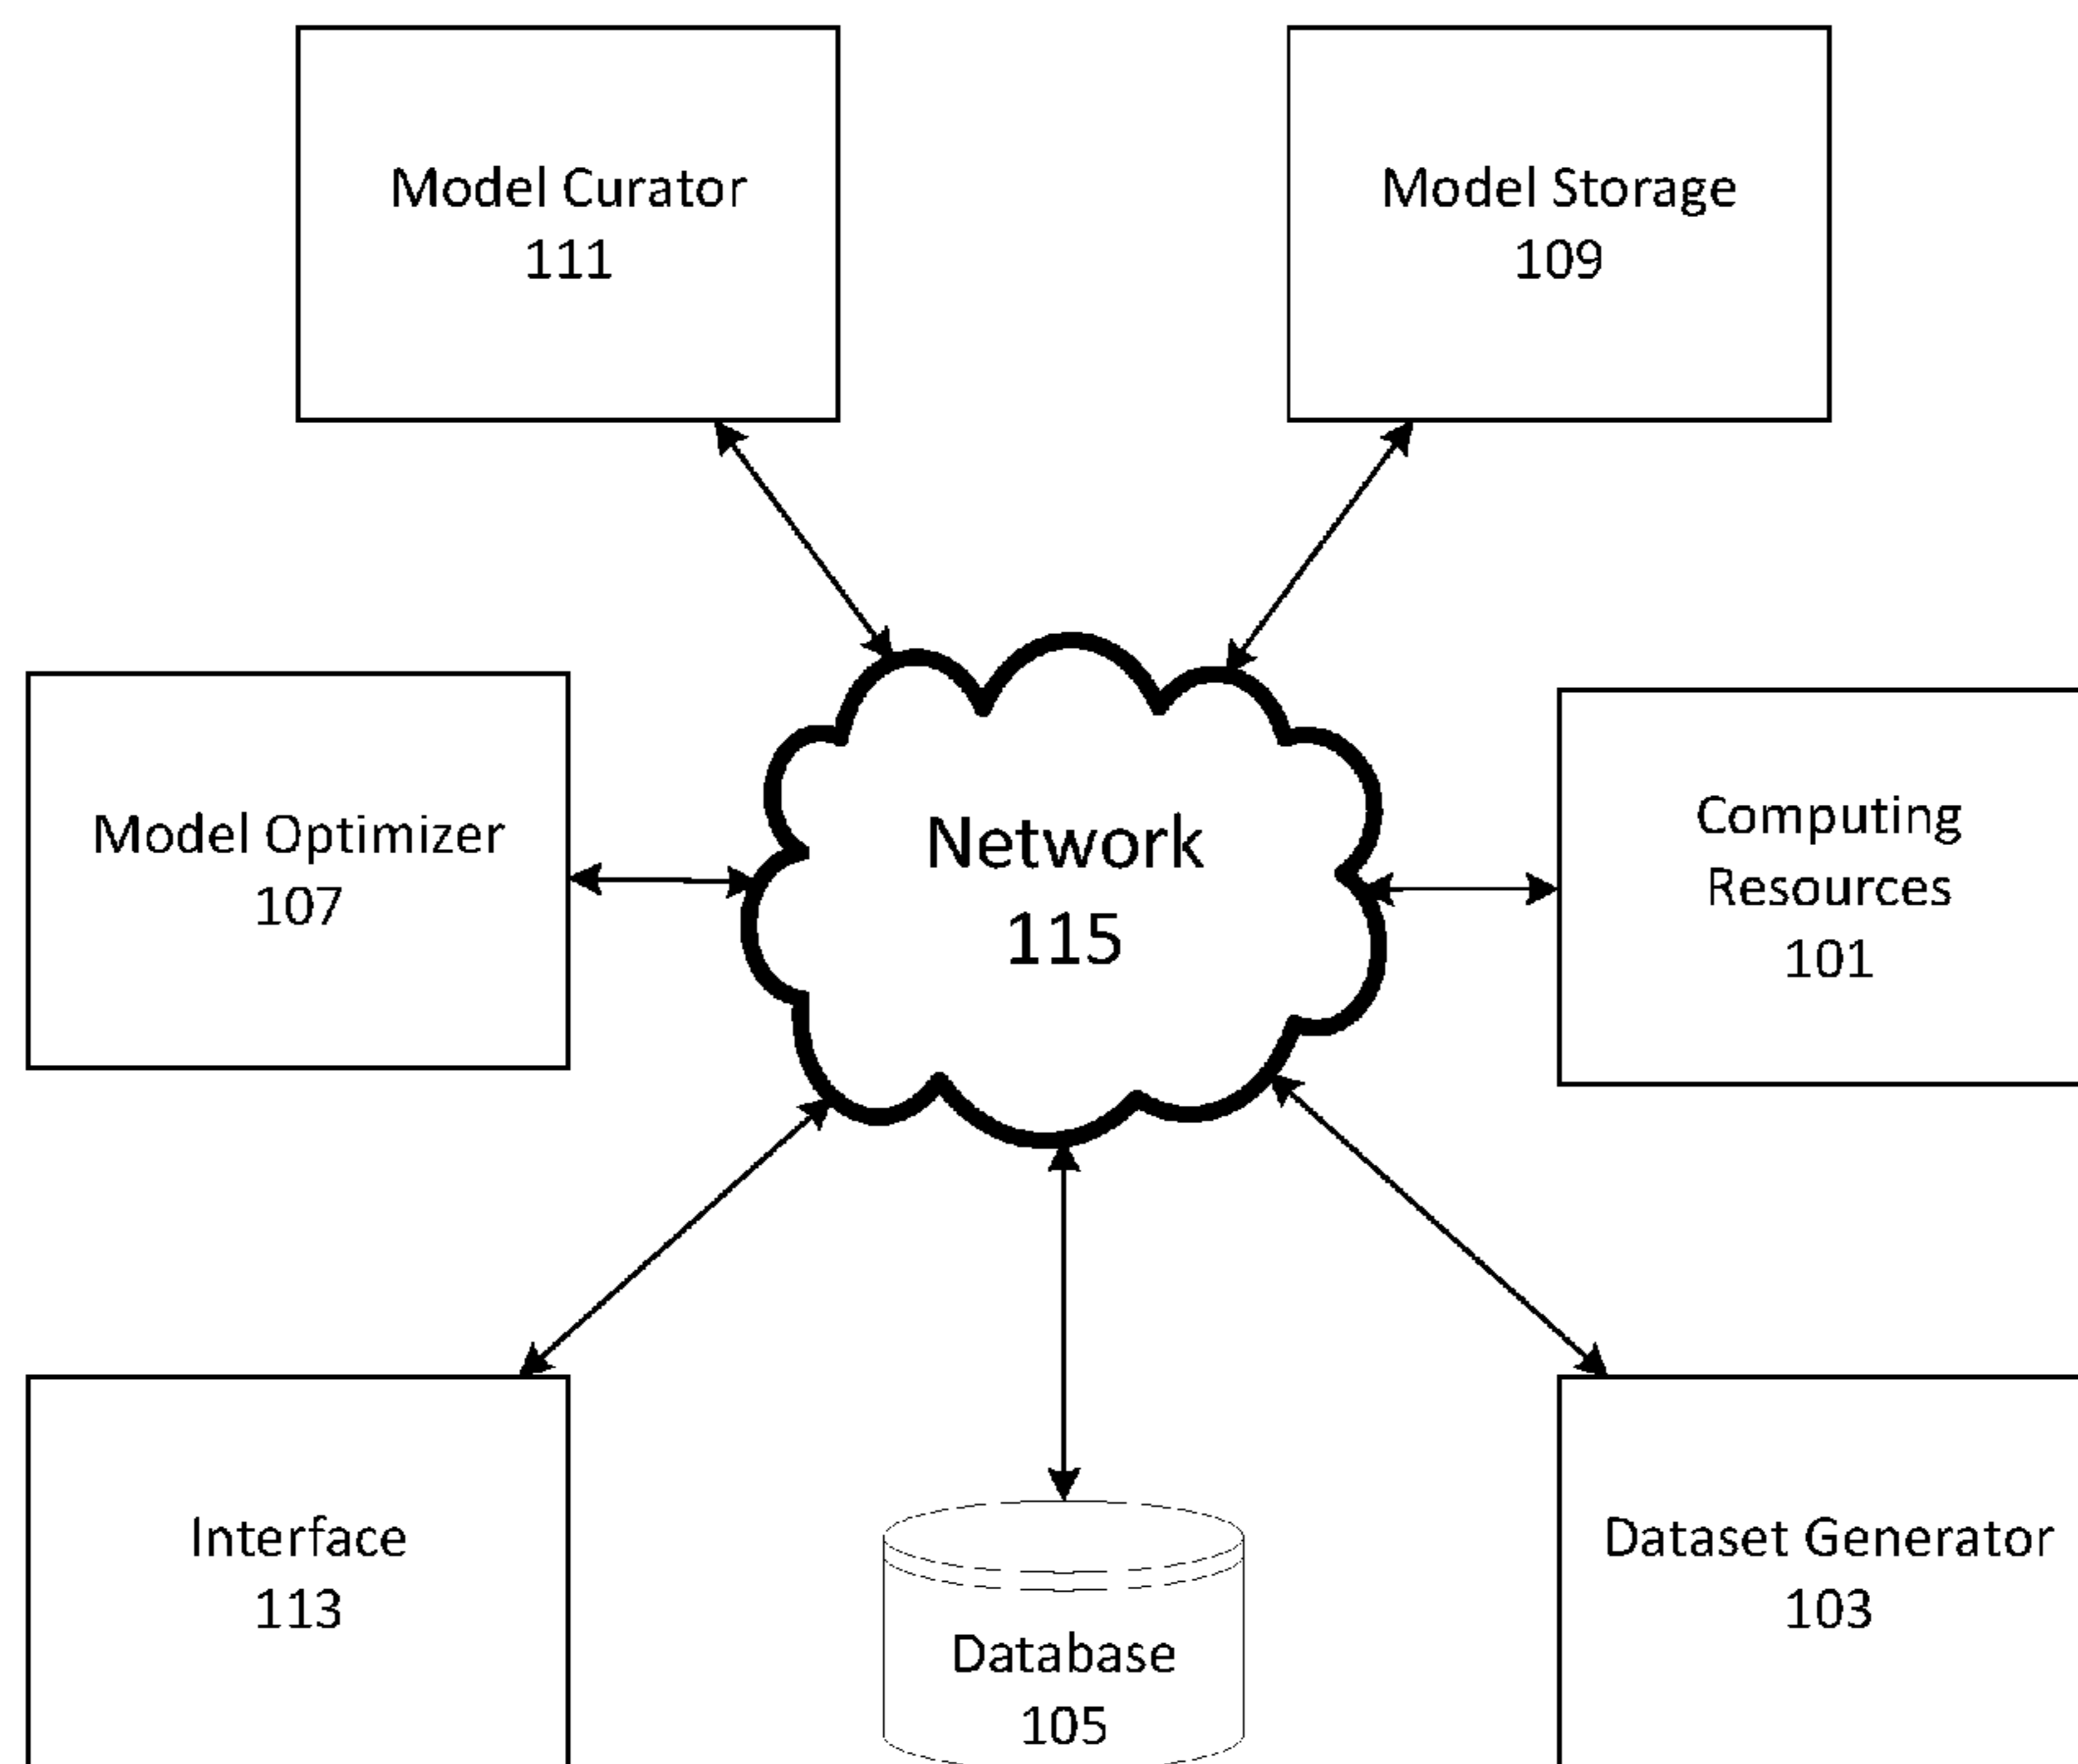 Model Curator
111
Model Storage
109
Model Optimizer
107
Network
115
Computing
Resources
101
Interface
113
Database
105
Dataset Generator
103